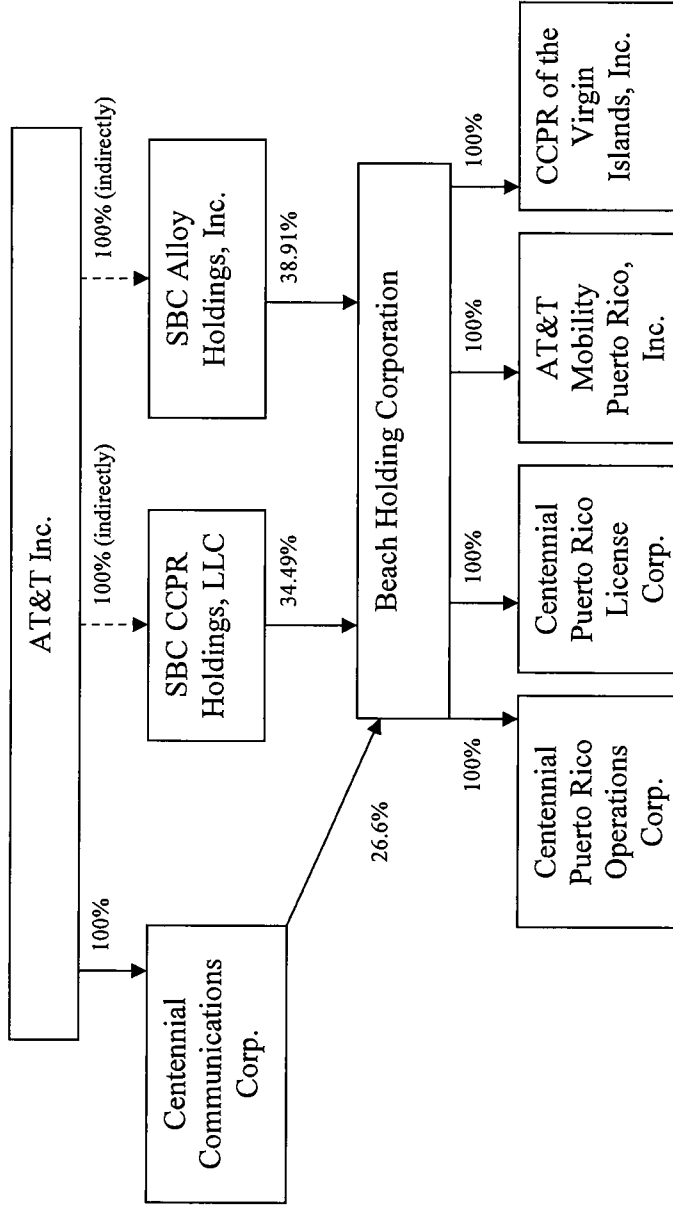 AT&T Inc.
100%
100% (indirectly)
100% (indirectly)
Centennial
Communications
Corp.
SBC CCPR
Holdings, LLC
SBC Alloy
Holdings, Inc.
26.6%
34.49%
38.91%
Beach Holding Corporation
100%
100%
100%
100%
Centennial
Puerto Rico
Operations
Corp.
Centennial
Puerto Rico
License
Corp.
AT&T
Mobility
Puerto Rico,
Inc.
CCPR of the
Virgin
Islands, Inc.